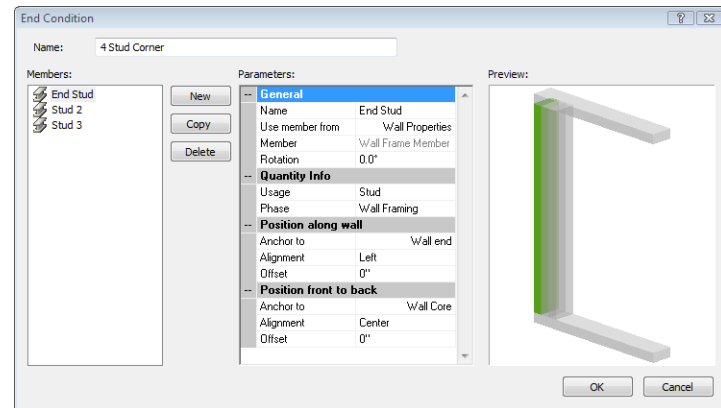 End Condition
Name: 4 Stud Corner
Members: Parameters: Preview:
End Stud
Stud 2
Stud 3
New
Copy
Delete
-- General
Name End Stud
Use member from Wall Properties
Member Wall Frame Member
Rotation 0.0°
-- Quantity Info
Usage Stud
Phase Wall Framing
-- Position along wall
Anchor to Wall end
Alignment Left
Offset 0"
-- Position front to back
Anchor to Wall Core
Alignment Center
Offset 0"
OK Cancel